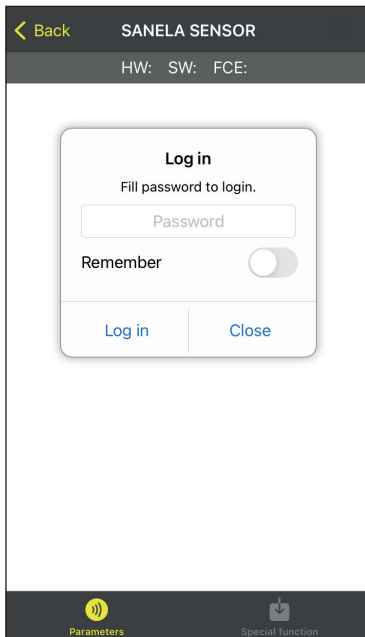 Back SANELA SENSOR
HW: SW: FCE:
Log in
Fill password to login.
Password
Remember
Log in Close
Parameters Special function